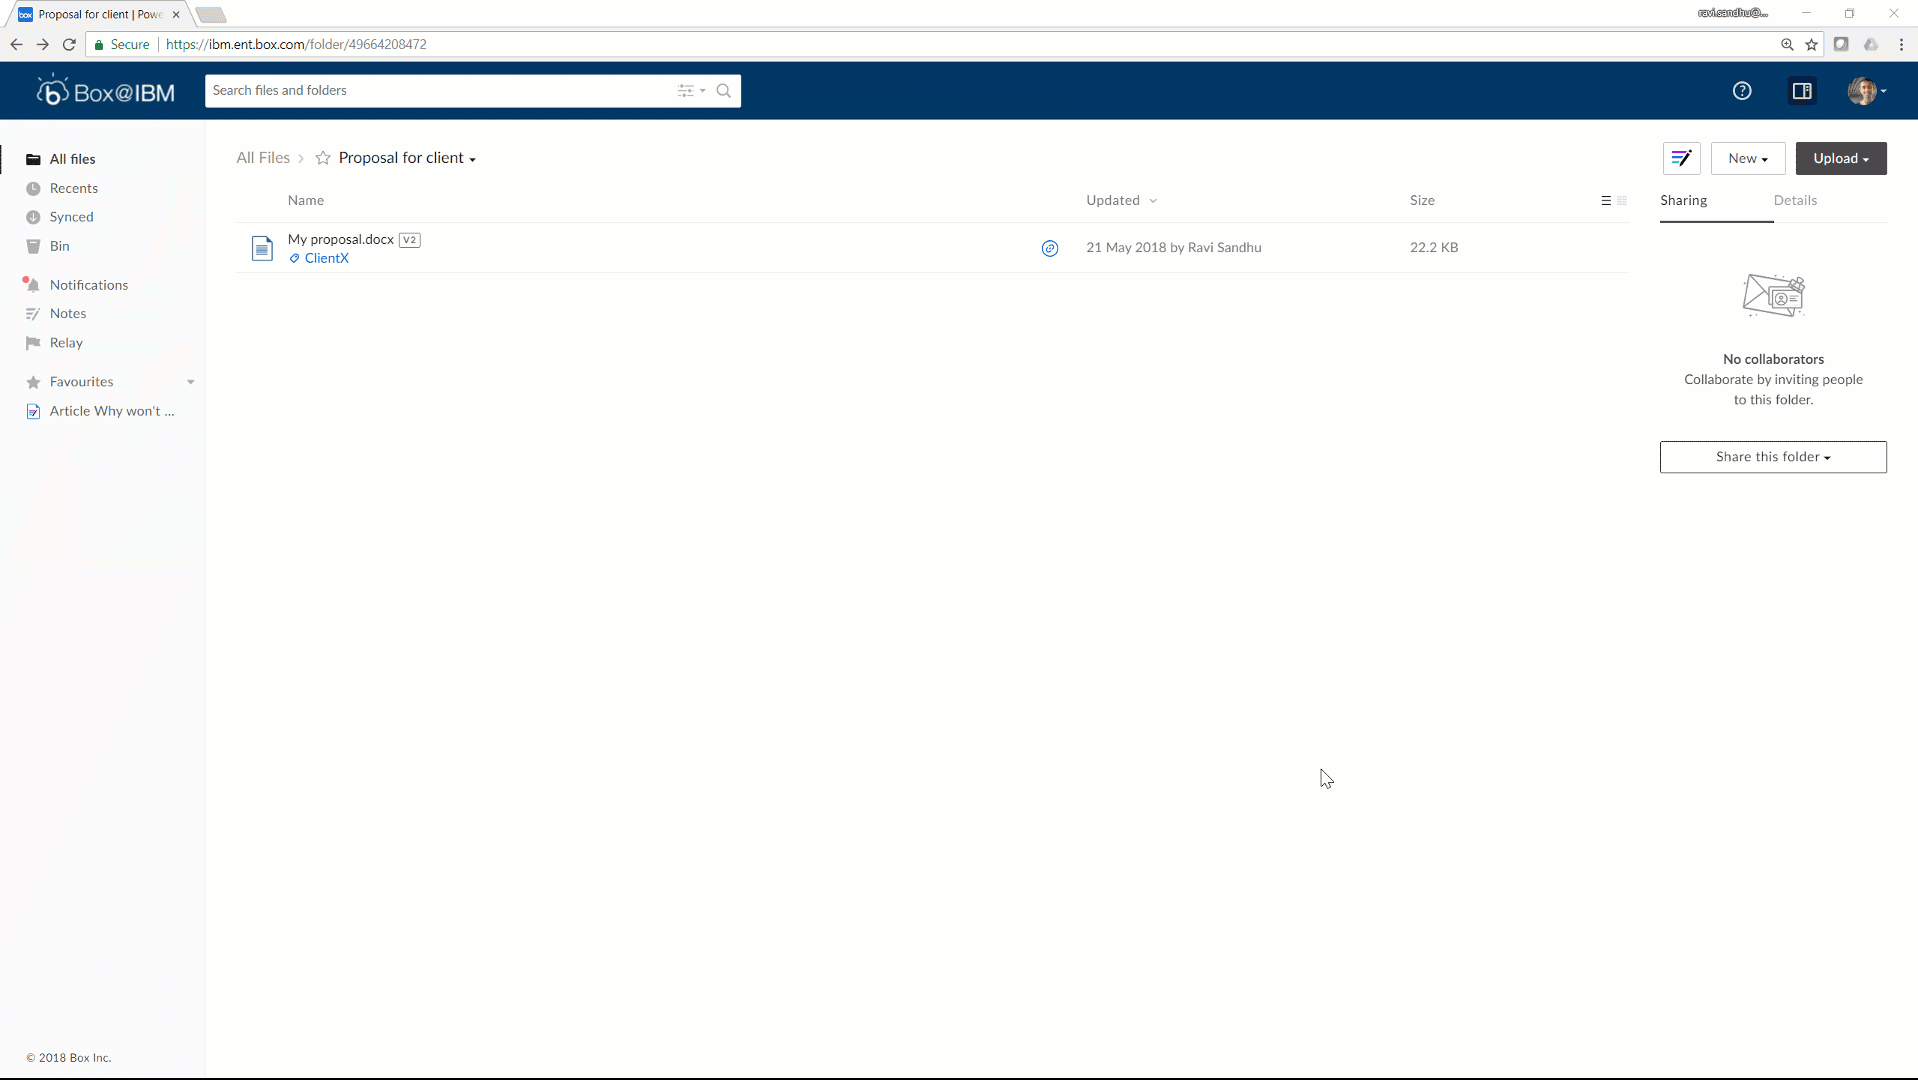 Proposal for client | Powe
ravi.sandhu@...
Secure | https://ibm.ent.box.com/folder/49664208472
Box@IBM
Search files and folders
All files
Recents
Synced
Bin
Notifications
Notes
Relay
Favourites
Article Why won't ...
All Files > Proposal for client
New
Upload
Name Updated Size
Sharing Details
My proposal.docx V2
ClientX
21 May 2018 by Ravi Sandhu 22.2 KB
No collaborators
Collaborate by inviting people
to this folder.
Share this folder
© 2018 Box Inc.